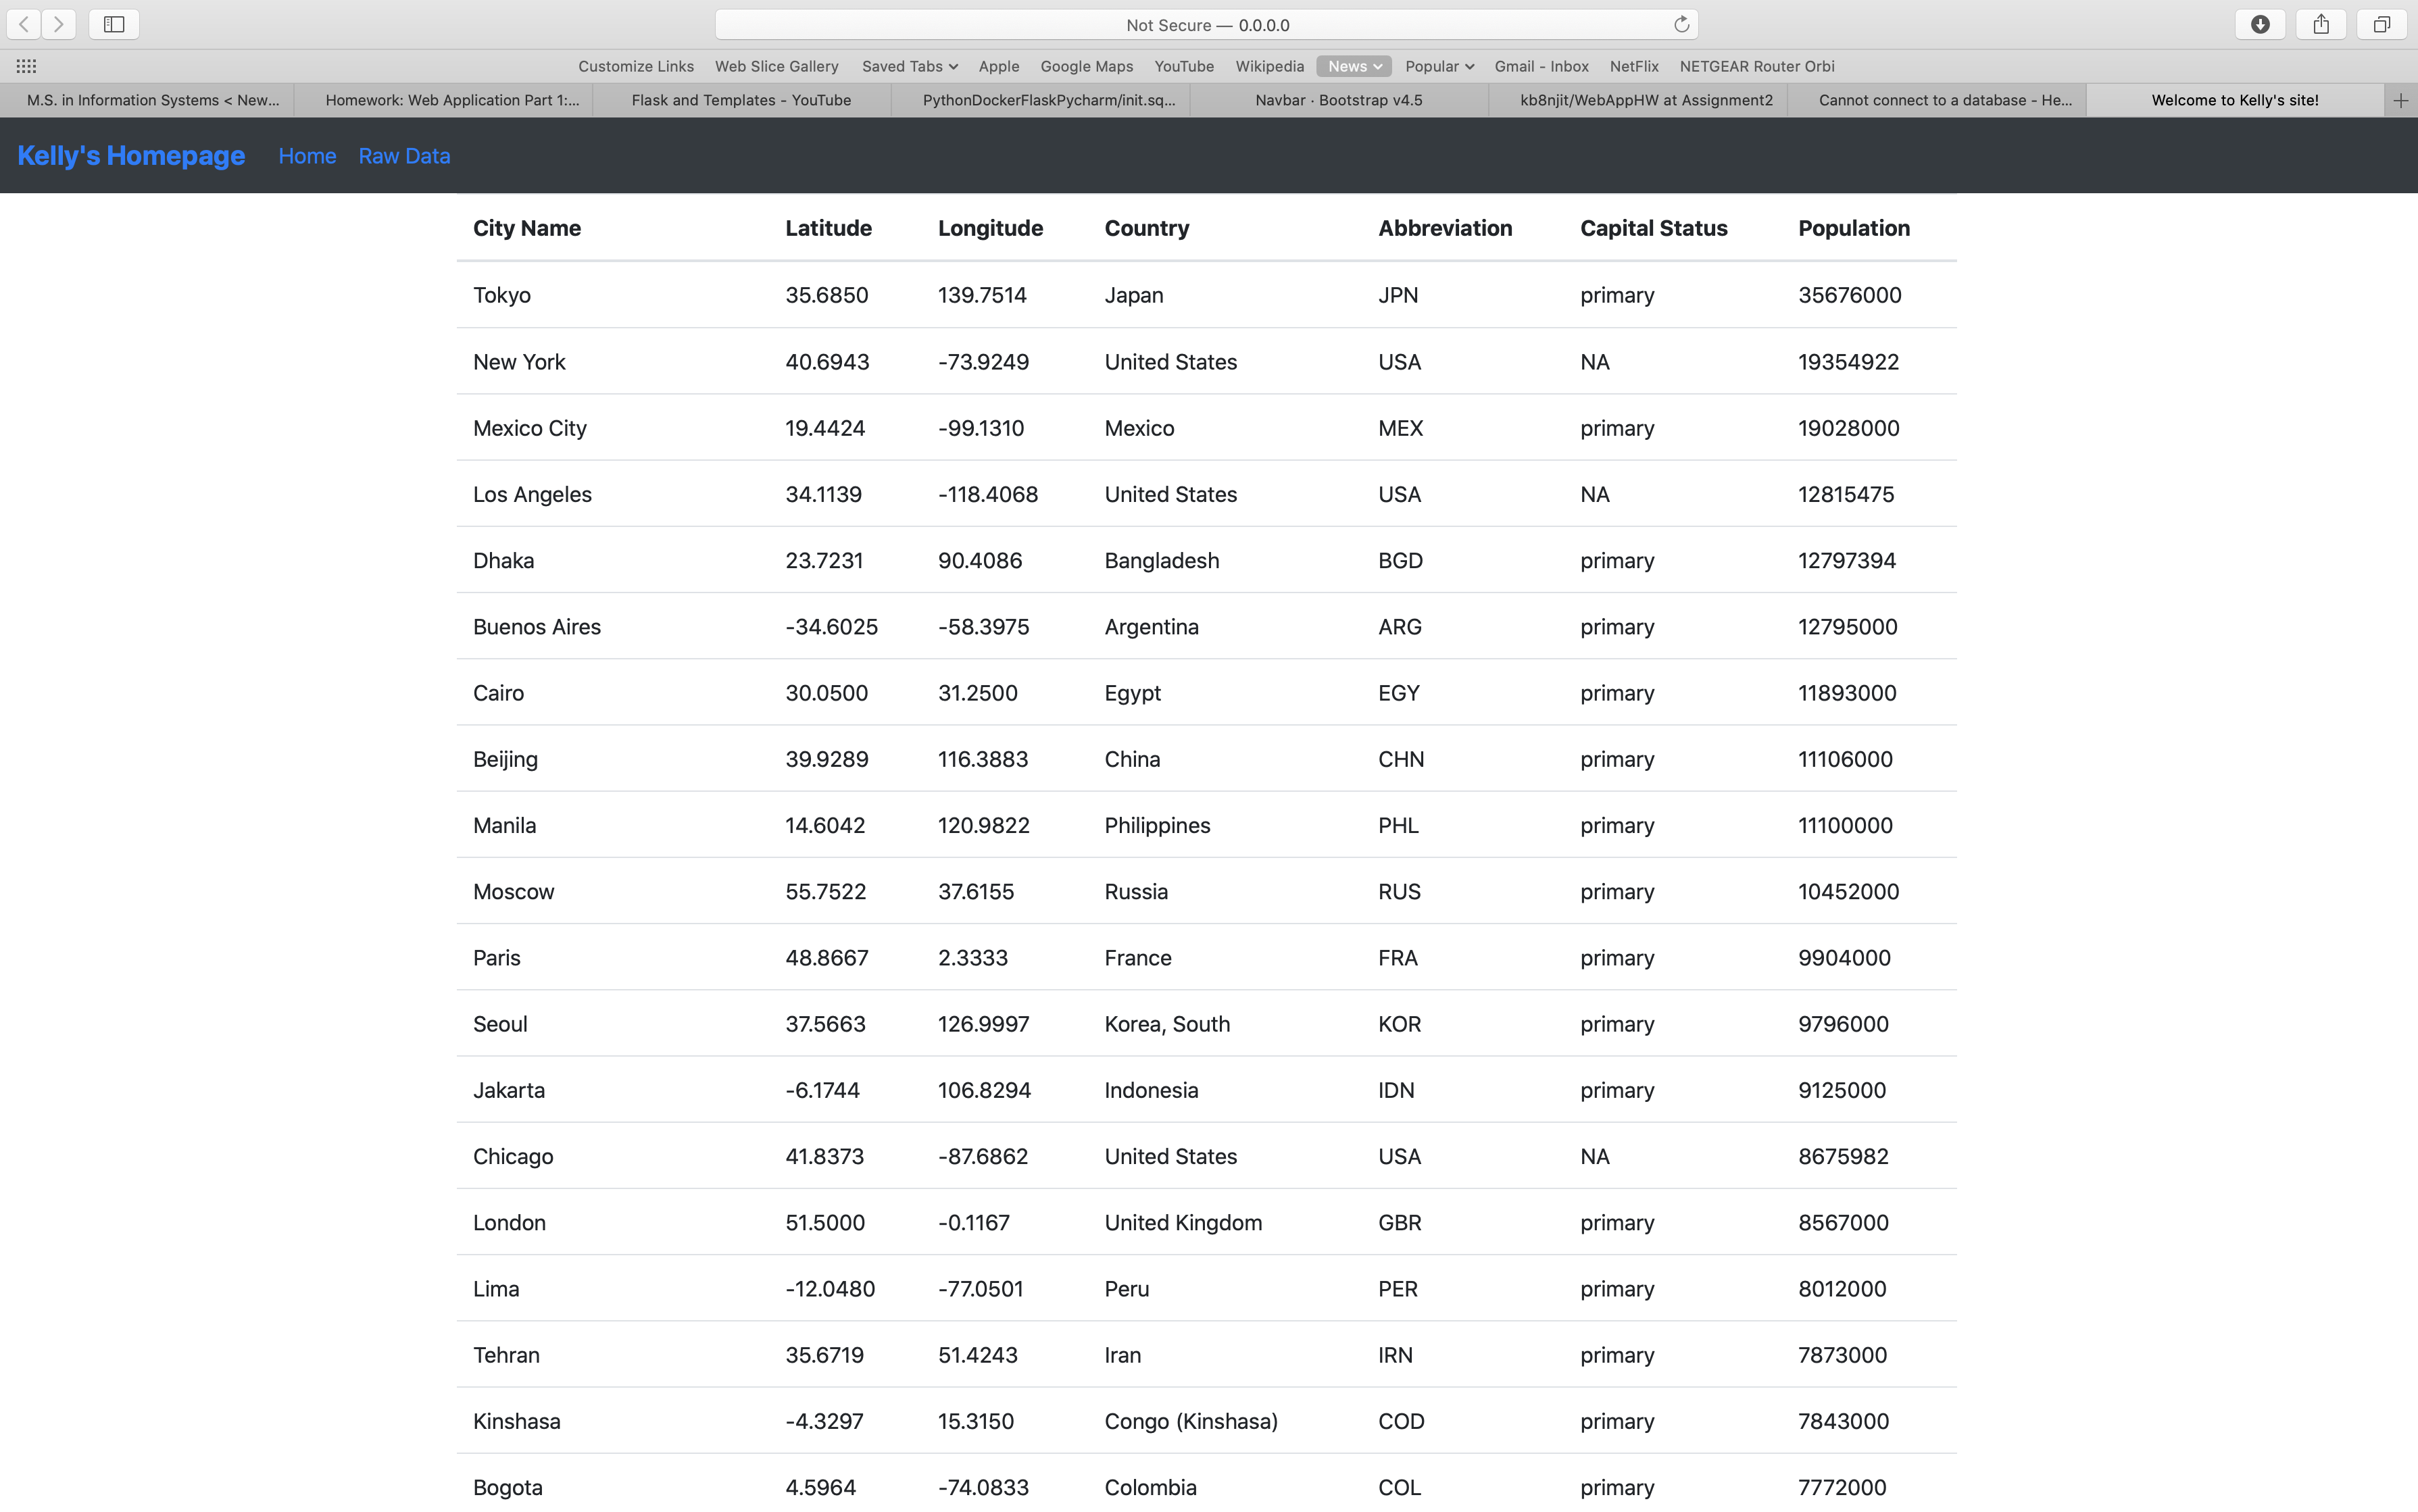 Not Secure — 0.0.0.0
Customize Links Web Slice Gallery Saved Tabs Apple Google Maps YouTube Wikipedia News Popular Gmail - Inbox NetFlix NETGEAR Router Orbi
M.S. in Information Systems < New... Homework: Web Application Part 1:... Flask and Templates - YouTube PythonDockerFlaskPycharm/init.sq... Navbar · Bootstrap v4.5 kb8njit/WebAppHW at Assignment2 Cannot connect to a database - He... Welcome to Kelly's site!
Kelly's Homepage Home Raw Data
City Name Latitude Longitude Country Abbreviation Capital Status Population
Tokyo 35.6850 139.7514 Japan JPN primary 35676000
New York 40.6943 -73.9249 United States USA NA 19354922
Mexico City 19.4424 -99.1310 Mexico MEX primary 19028000
Los Angeles 34.1139 -118.4068 United States USA NA 12815475
Dhaka 23.7231 90.4086 Bangladesh BGD primary 12797394
Buenos Aires -34.6025 -58.3975 Argentina ARG primary 12795000
Cairo 30.0500 31.2500 Egypt EGY primary 11893000
Beijing 39.9289 116.3883 China CHN primary 11106000
Manila 14.6042 120.9822 Philippines PHL primary 11100000
Moscow 55.7522 37.6155 Russia RUS primary 10452000
Paris 48.8667 2.3333 France FRA primary 9904000
Seoul 37.5663 126.9997 Korea, South KOR primary 9796000
Jakarta -6.1744 106.8294 Indonesia IDN primary 9125000
Chicago 41.8373 -87.6862 United States USA NA 8675982
London 51.5000 -0.1167 United Kingdom GBR primary 8567000
Lima -12.0480 -77.0501 Peru PER primary 8012000
Tehran 35.6719 51.4243 Iran IRN primary 7873000
Kinshasa -4.3297 15.3150 Congo (Kinshasa) COD primary 7843000
Bogota 4.5964 -74.0833 Colombia COL primary 7772000